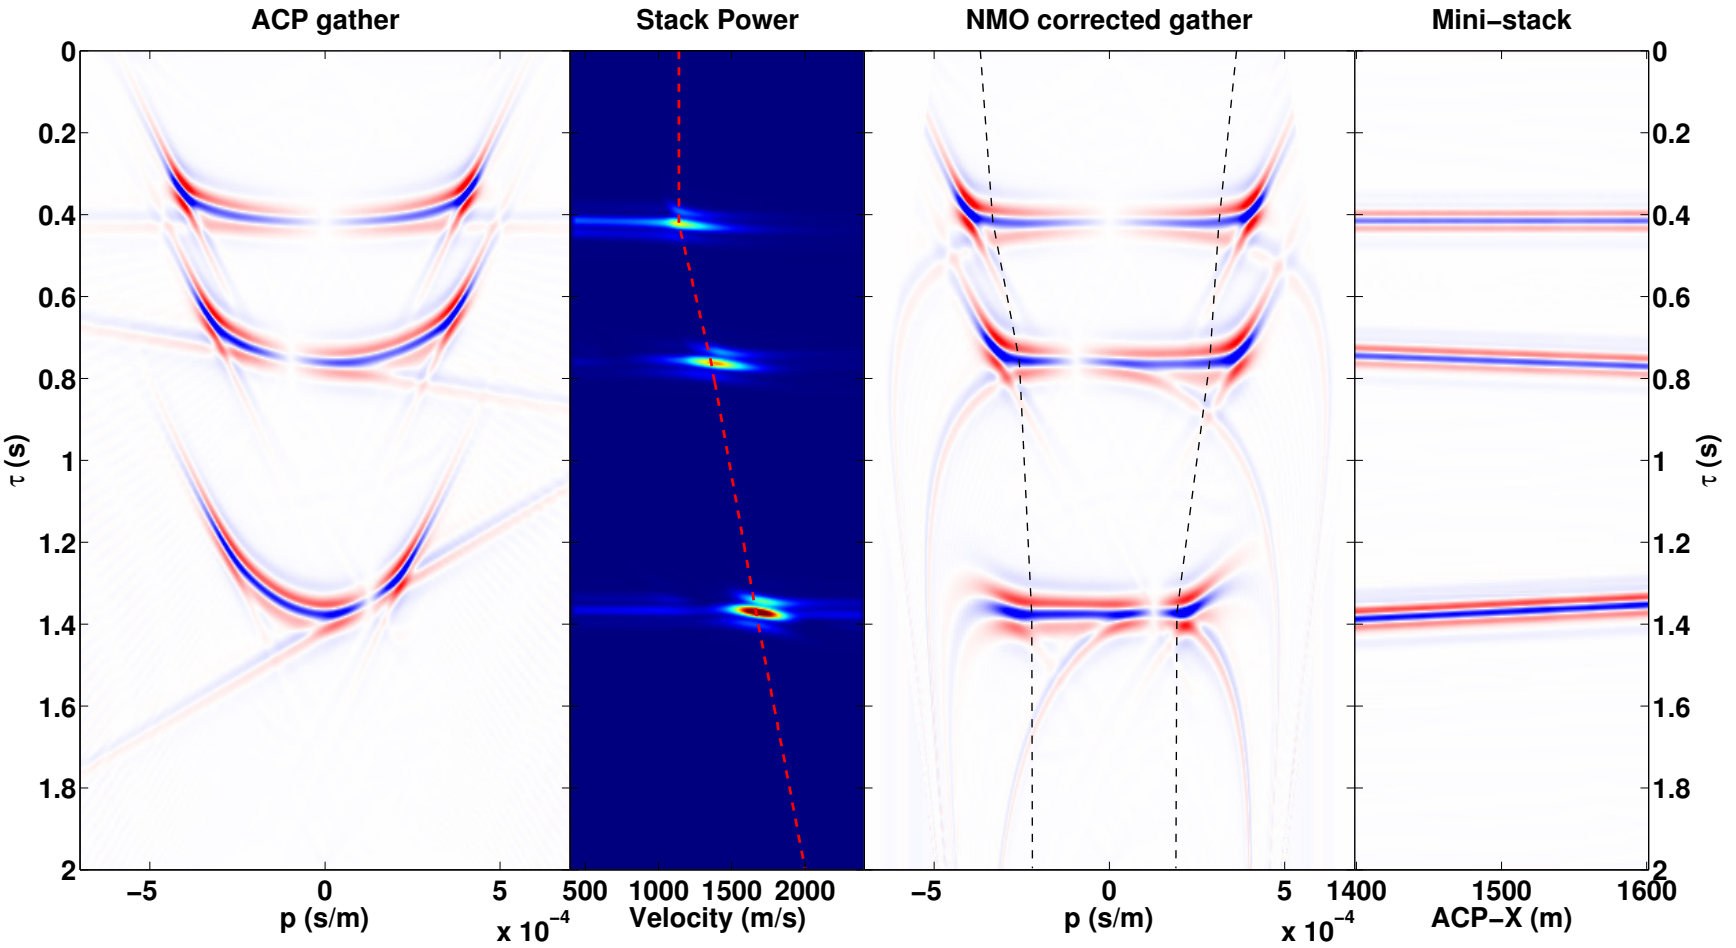 ACP gather Stack Power NMO corrected gather Mini−stack
0 0
0.2 0.2
0.4 0.4
0.6 0.6
0.8 0.8
1 1
τ (s) τ (s)
1.2 1.2
1.4 1.4
1.6 1.6
1.8 1.8
2 2
−5 0 5 500 1000 1500 2000 −5 0 5 1400 1500 1600
p (s/m) Velocity (m/s) p (s/m) ACP−X (m)
x 10−4 x 10−4